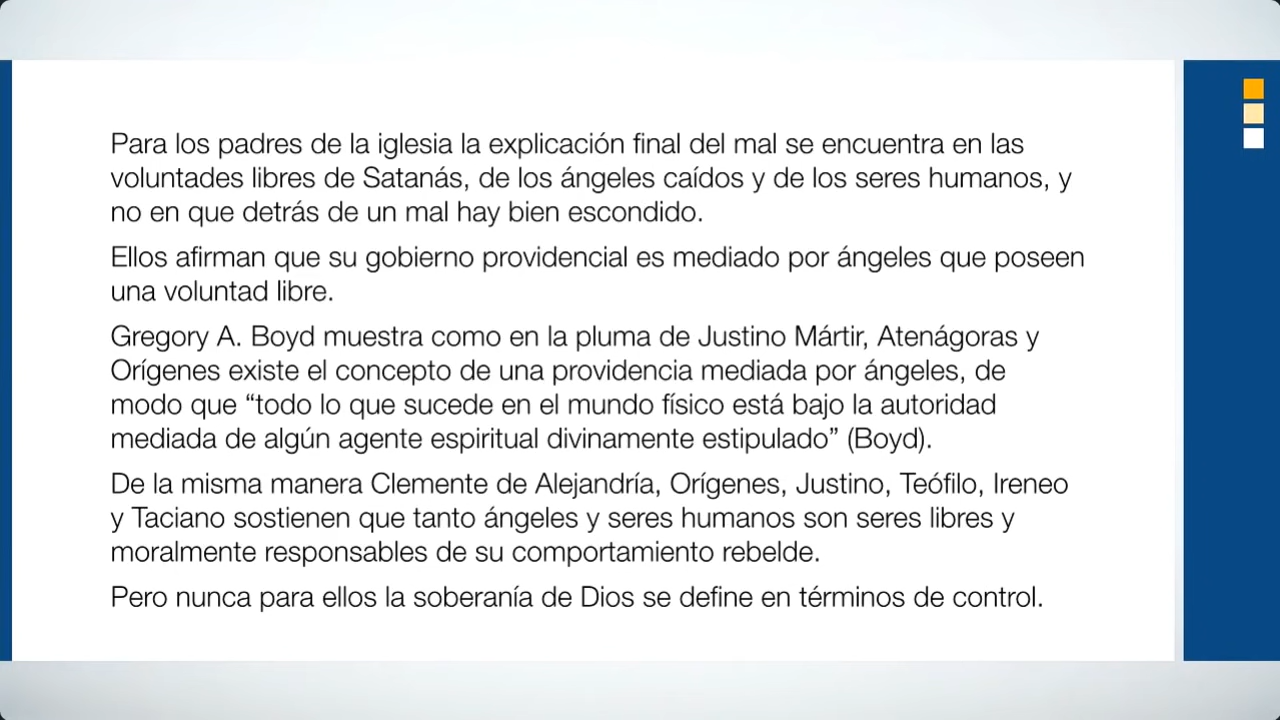 Para los padres de la iglesia la explicación final del mal se encuentra en las
voluntades libres de Satanás, de los ángeles caídos y de los seres humanos, y
no en que detrás de un mal hay bien escondido.
Ellos afirman que su gobierno providencial es mediado por ángeles que poseen
una voluntad libre.
Gregory A. Boyd muestra como en la pluma de Justino Mártir, Atenágoras y
Orígenes existe el concepto de una providencia mediada por ángeles, de
modo que “todo lo que sucede en el mundo físico está bajo la autoridad
mediada de algún agente espiritual divinamente estipulado” (Boyd).
De la misma manera Clemente de Alejandría, Orígenes, Justino, Teófilo, Ireneo
y Taciano sostienen que tanto ángeles y seres humanos son seres libres y
moralmente responsables de su comportamiento rebelde.
Pero nunca para ellos la soberanía de Dios se define en términos de control.